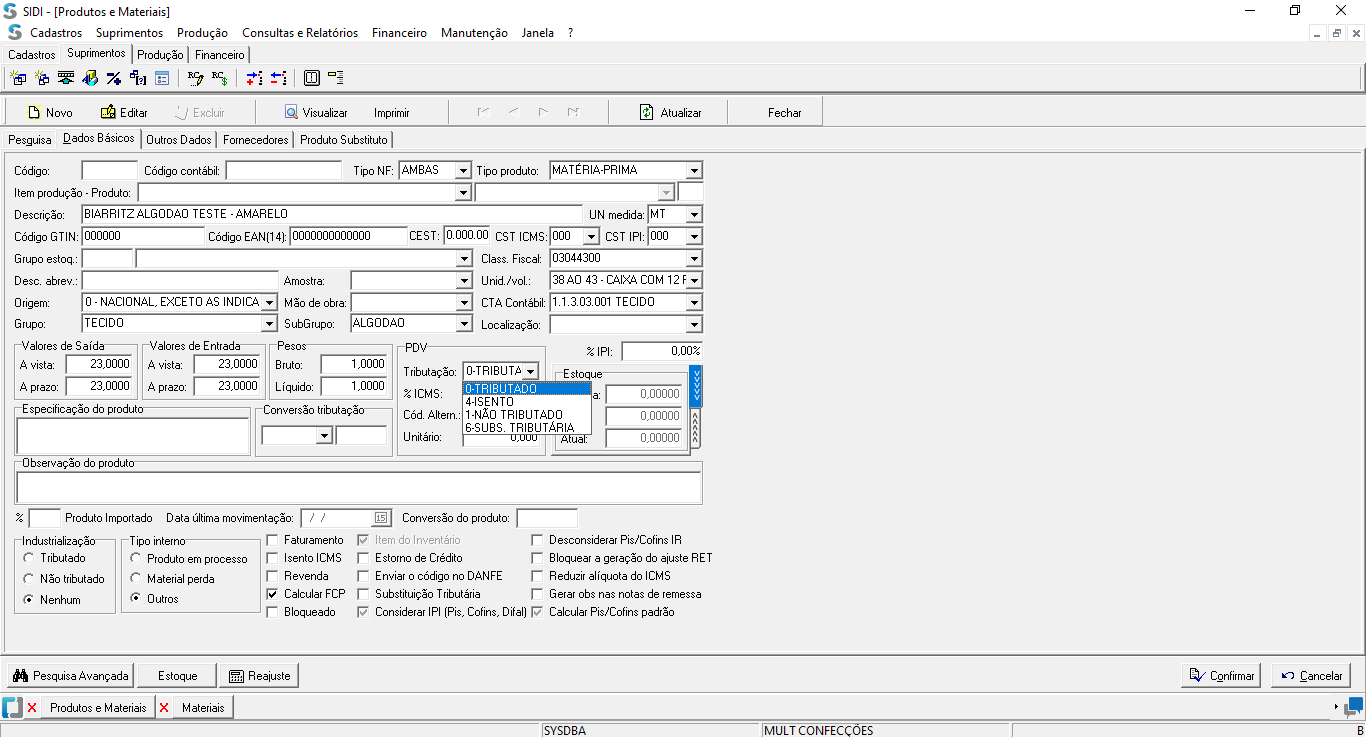 SIDI - [Produtos e Materiais]
Cadastros Suprimentos Produção Consultas e Relatórios Financeiro Manutenção Janela ?
Cadastros Suprimentos Produção Financeiro
Novo Editar Excluir Visualizar Imprimir Atualizar Fechar
Pesquisa Dados Básicos Outros Dados Fornecedores Produto Substituto
Código: Código contábil: Tipo NF: AMBAS Tipo produto: MATÉRIA-PRIMA
Item produção - Produto:
Descrição: BIARRITZ ALGODAO TESTE - AMARELO UN medida: MT
Código GTIN: 000000 Código EAN(14): 0000000000000 CEST: 0.000.00 CST ICMS: 000 CST IPI: 000
Grupo estoq.: Class. Fiscal: 03044300
Desc. abrev.: Amostra: Unid./vol.: 38 AO 43 - CAIXA COM 12 F
Origem: 0 - NACIONAL, EXCETO AS INDICA Mão de obra: CTA Contábil: 1.1.3.03.001 TECIDO
Grupo: TECIDO SubGrupo: ALGODAO Localização:
Valores de Saída Valores de Entrada Pesos PDV % IPI: 0,00%
A vista: 23,0000 A vista: 23,0000 Bruto: 1,0000 Tributação: 0-TRIBUTA Estoque
A prazo: 23,0000 A prazo: 23,0000 Líquido: 1,0000 % ICMS: 0-TRIBUTADO a: 0,00000
4-ISENTO
Especificação do produto Conversão tributação Cód. Altern.: 1-NÃO TRIBUTADO 0,00000
6-SUBS. TRIBUTÁRIA
Unitário: 0,000 Atual: 0,00000
Observação do produto
% Produto Importado Data última movimentação: / / 15 Conversão do produto:
Industrialização Tipo interno Faturamento Item do Inventário Desconsiderar Pis/Cofins IR
Tributado Produto em processo Isento ICMS Estorno de Crédito Bloquear a geração do ajuste RET
Não tributado Material perda Revenda Enviar o código no DANFE Reduzir alíquota do ICMS
Nenhum Outros Calcular FCP Substituição Tributária Gerar obs nas notas de remessa
Bloqueado Considerar IPI (Pis, Cofins, Difal) Calcular Pis/Cofins padrão
Pesquisa Avançada Estoque Reajuste Confirmar Cancelar
Produtos e Materiais Materiais
SYSDBA MULT CONFECÇÕES B